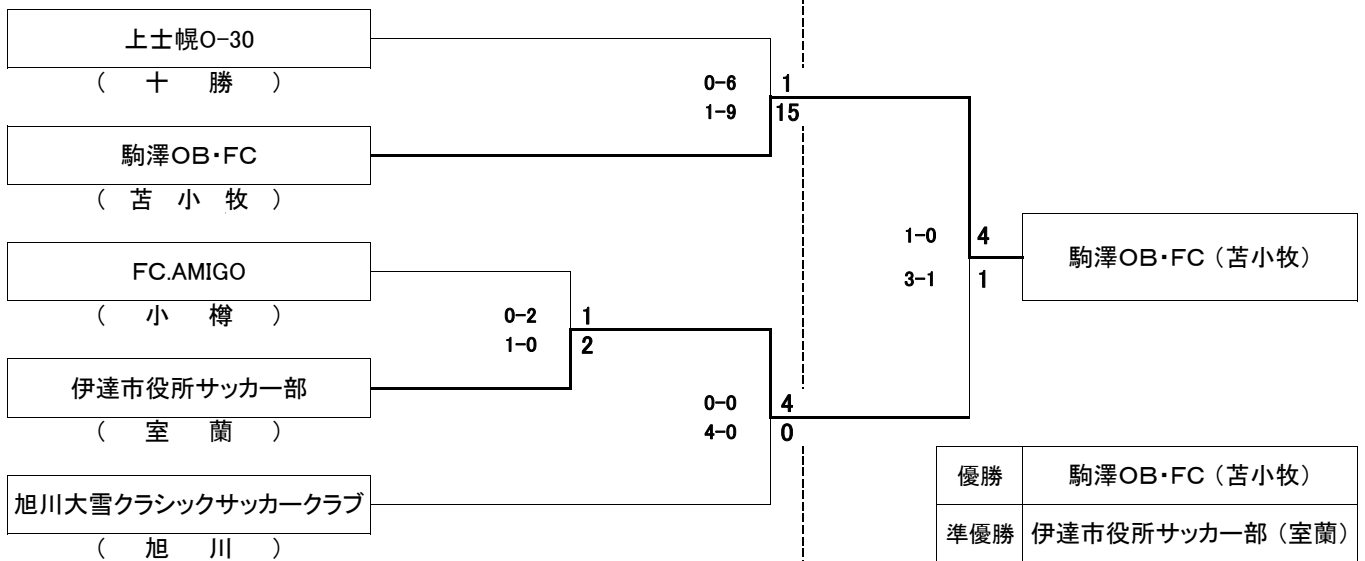 上士幌O-30
( 十 勝 )
0-6 1
1-9 15
駒澤OB・FC
( 苫 小 牧 )
1-0 4
駒澤OB・FC (苫小牧)
3-1 1
FC.AMIGO
( 小 樽 )
0-2 1
1-0 2
伊達市役所サッカー部
( 室 蘭 )
0-0 4
4-0 0
旭川大雪クラシックサッカークラブ
( 旭 川 )
優勝 駒澤OB・FC (苫小牧)
準優勝 伊達市役所サッカー部 (室蘭)